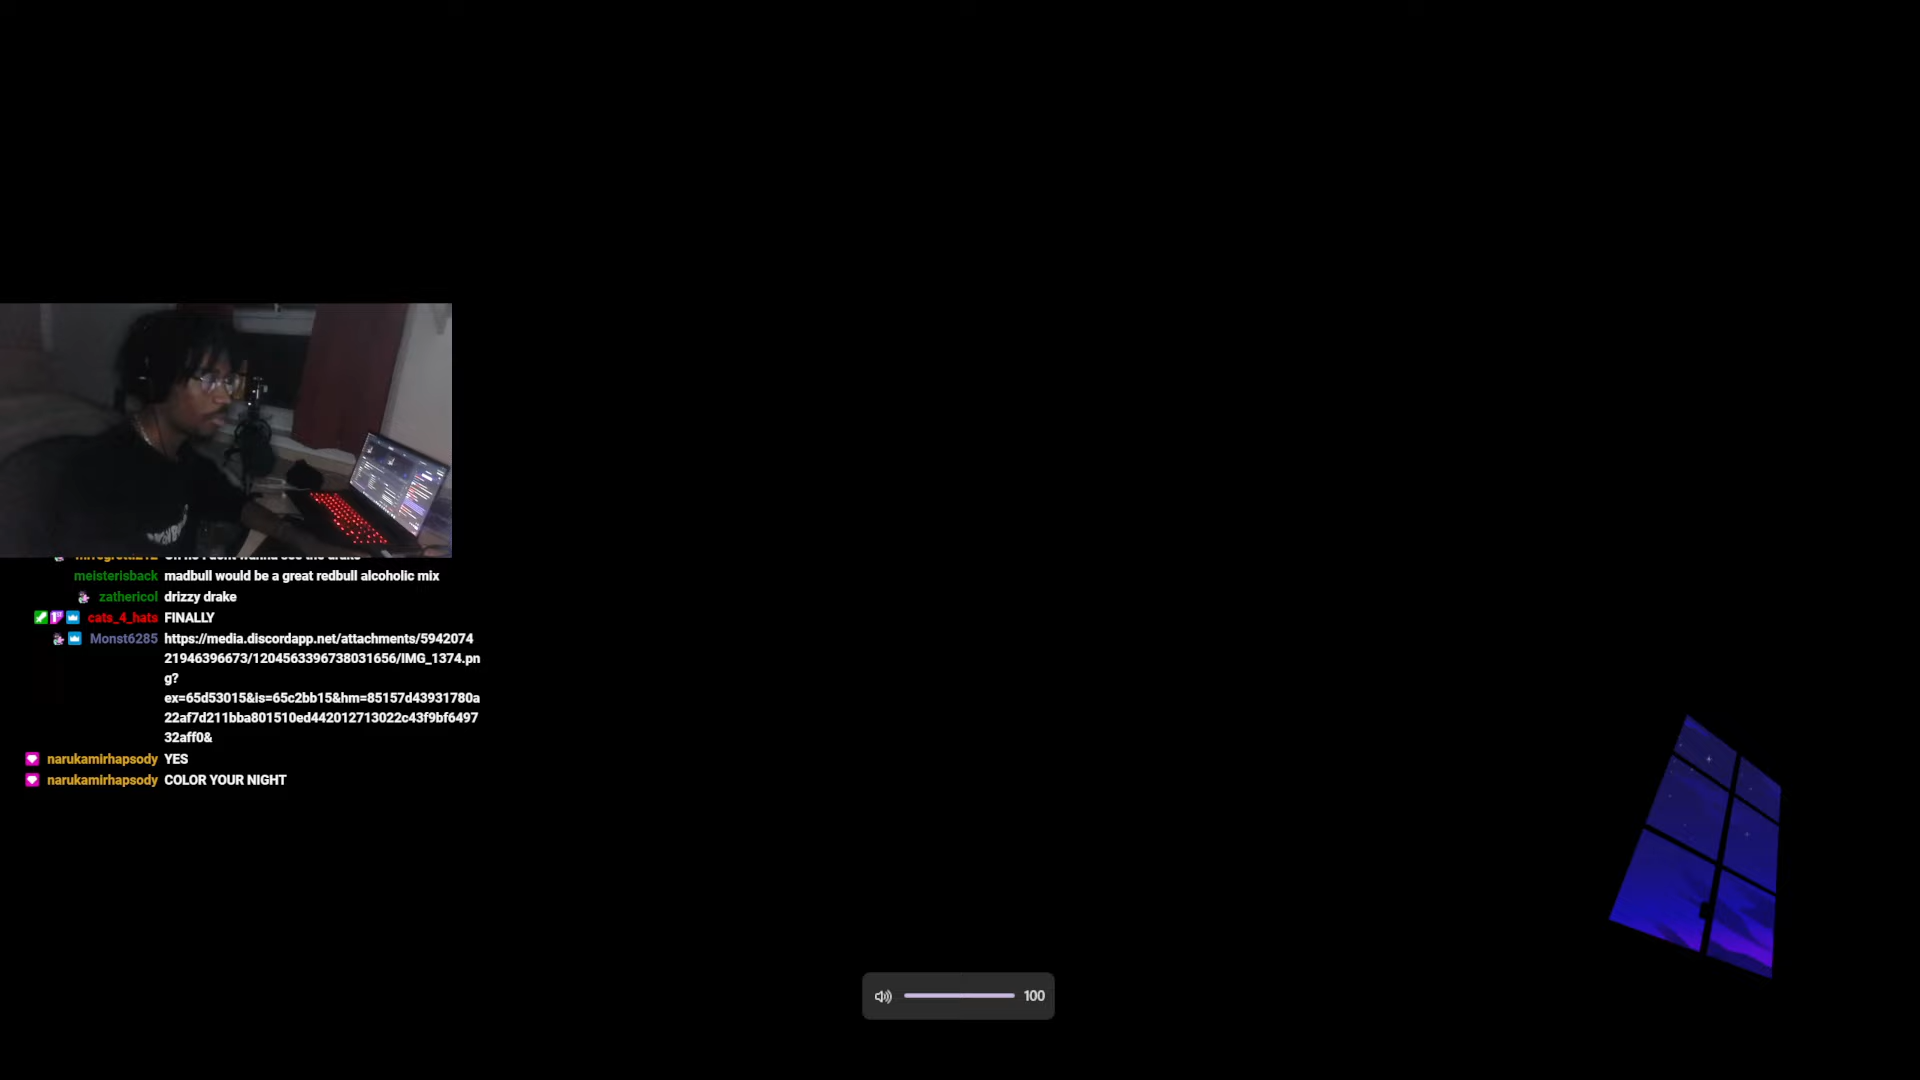 meisterisback madbull would be a great redbull alcoholic mix
zathericol drizzy drake
cats_4_hats FINALLY
Monst6285 https://media.discordapp.net/attachments/5942074
21946396673/1204563396738031656/IMG_1374.pn
g?
ex=65d53015&is=65c2bb15&hm=85157d43931780a
22af7d211bba801510ed442012713022c43f9bf6497
32aff0&
narukamirhapsody YES
narukamirhapsody COLOR YOUR NIGHT
100